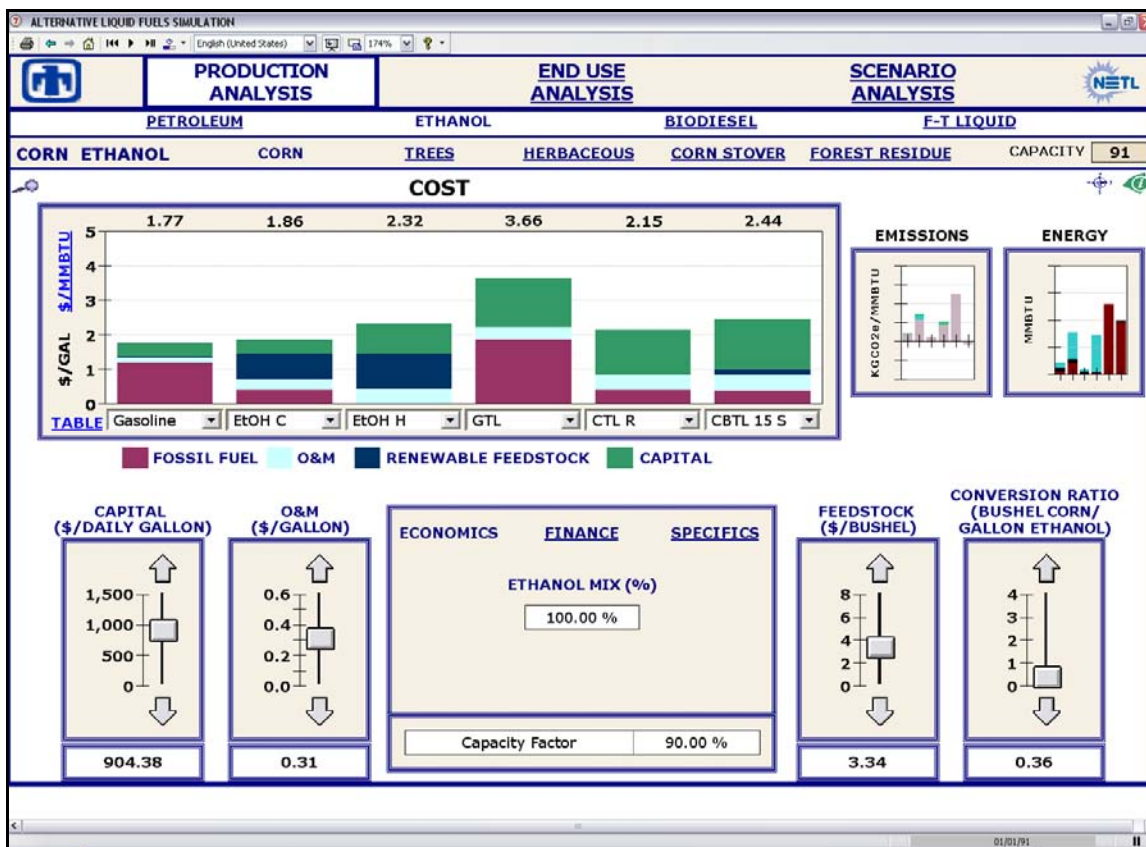 ALTERNATIVE LIQUID FUELS SIMULATION
English (United States) 174%
PRODUCTION ANALYSIS
END USE ANALYSIS
SCENARIO ANALYSIS
NETL
PETROLEUM ETHANOL BIODIESEL F-T LIQUID
CORN ETHANOL CORN TREES HERBACEOUS CORN STOVER FOREST RESIDUE CAPACITY 91
COST
1.77 1.86 2.32 3.66 2.15 2.44
$/GAL $/MMBTU
5
4
3
2
1
0
TABLE Gasoline EtOH C EtOH H GTL CTL R CBTL 15 S
FOSSIL FUEL O&M RENEWABLE FEEDSTOCK CAPITAL
EMISSIONS
KGCO2e/MMBTU
ENERGY
MMBTU
CAPITAL
($/DAILY GALLON)
1,500
1,000
500
0
904.38
O&M
($/GALLON)
0.6
0.4
0.2
0.0
0.31
ECONOMICS FINANCE SPECIFICS
ETHANOL MIX (%)
100.00 %
Capacity Factor 90.00 %
FEEDSTOCK
($/BUSHEL)
8
6
4
2
0
3.34
CONVERSION RATIO
(BUSHEL CORN/
GALLON ETHANOL)
4
3
2
1
0
0.36
01/01/91